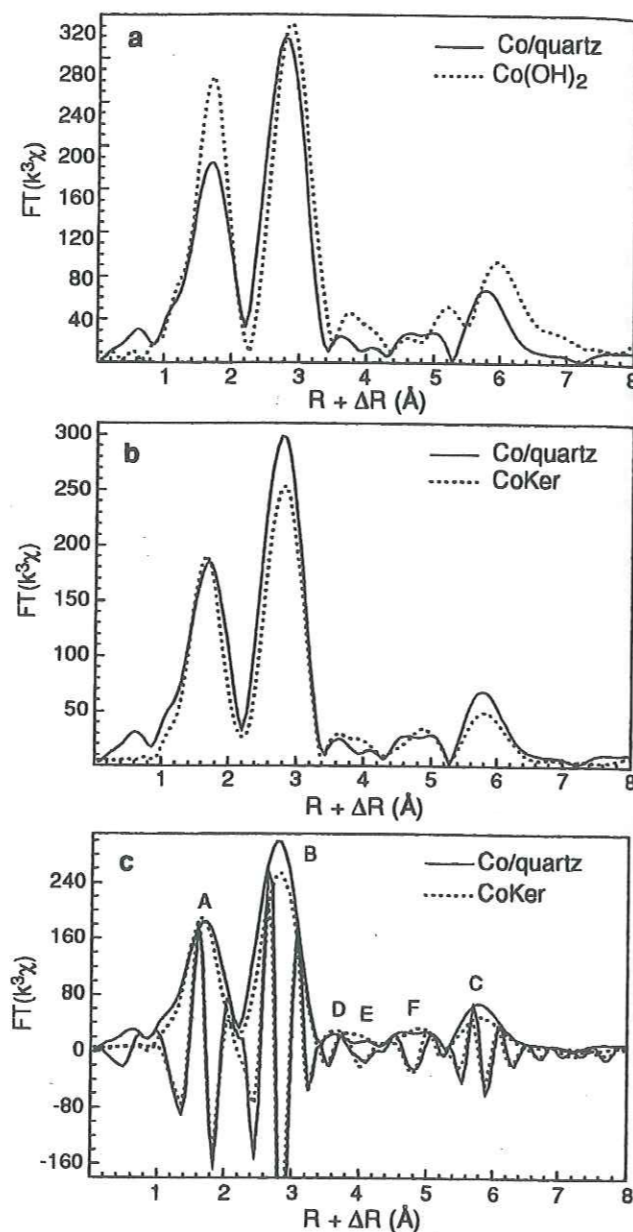 a
Co/quartz
Co(OH)2
FT(k³χ)
320
280
240
200
160
120
80
40
1 2 3 4 5 6 7 8
R + ΔR (Å)
b
Co/quartz
CoKer
FT(k³χ)
300
250
200
150
100
50
1 2 3 4 5 6 7 8
R + ΔR (Å)
c
Co/quartz
CoKer
FT(k³χ)
240
160
80
0
-80
-160
A
B
D
E
F
C
1 2 3 4 5 6 7 8
R + ΔR (Å)